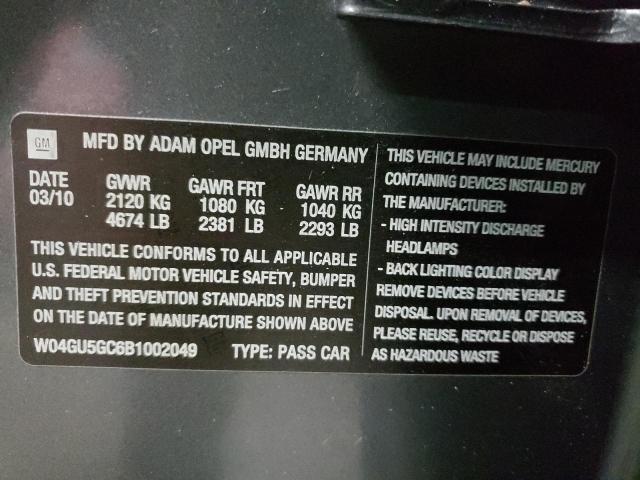 GM
MFD BY ADAM OPEL GMBH GERMANY
DATE GVWR GAWR FRT GAWR RR
03/10 2120 KG 1080 KG 1040 KG
4674 LB 2381 LB 2293 LB
THIS VEHICLE CONFORMS TO ALL APPLICABLE
U.S. FEDERAL MOTOR VEHICLE SAFETY, BUMPER
AND THEFT PREVENTION STANDARDS IN EFFECT
ON THE DATE OF MANUFACTURE SHOWN ABOVE
W04GU5GC6B1002049 TYPE: PASS CAR
THIS VEHICLE MAY INCLUDE MERCURY
CONTAINING DEVICES INSTALLED BY
THE MANUFACTURER:
- HIGH INTENSITY DISCHARGE
HEADLAMPS
- BACK LIGHTING COLOR DISPLAY
REMOVE DEVICES BEFORE VEHICLE
DISPOSAL. UPON REMOVAL OF DEVICES,
PLEASE REUSE, RECYCLE OR DISPOSE
AS HAZARDOUS WASTE